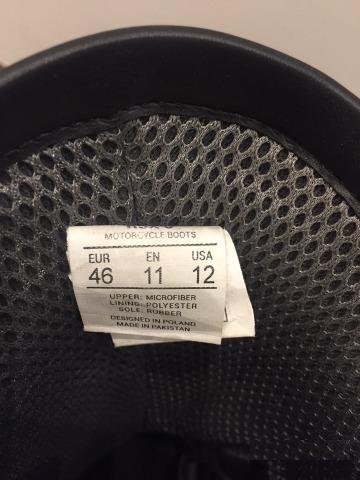 MOTORCYCLE BOOTS
EUR EN USA
46 11 12
UPPER: MICROFIBER
LINING: POLYESTER
SOLE: RUBBER
DESIGNED IN POLAND
MADE IN PAKISTAN